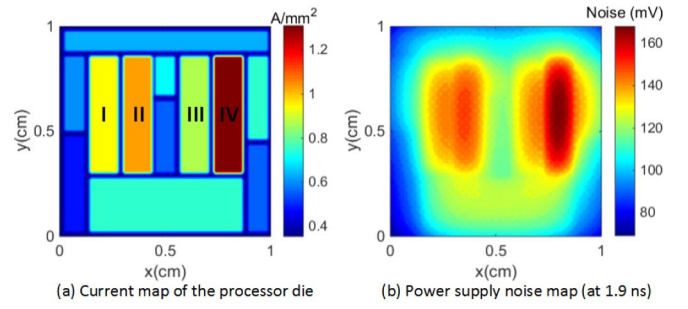 A/mm²
Noise (mV)
1
0.5
0
y(cm)
I II III IV
0 0.5 1
x(cm)
1.2
1
0.8
0.6
0.4
(a) Current map of the processor die
1
0.5
0
y(cm)
0 0.5 1
x(cm)
160
140
120
100
80
(b) Power supply noise map (at 1.9 ns)